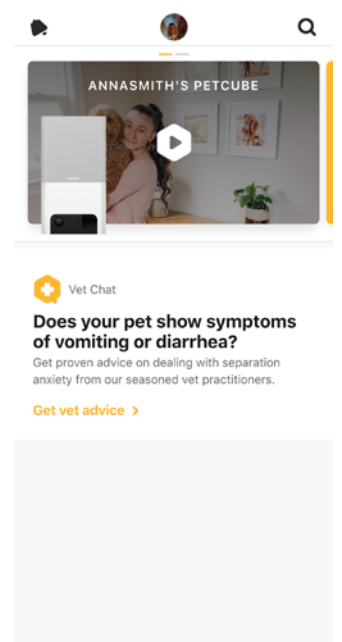 ANNASMITH'S PETCUBE
Vet Chat
Does your pet show symptoms
of vomiting or diarrhea?
Get proven advice on dealing with separation
anxiety from our seasoned vet practitioners.
Get vet advice >